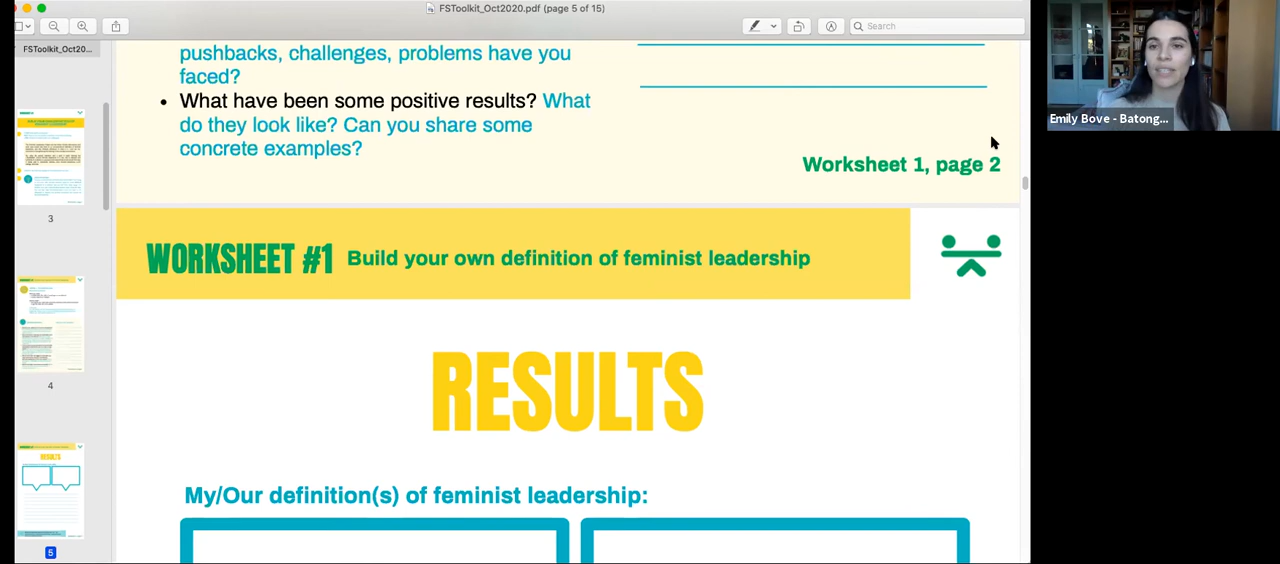 FSToolkit_Oct2020.pdf (page 5 of 15)
Search
FSToolkit_Oct20...
3
4
RESULTS
5
pushbacks, challenges, problems have you
faced?
• What have been some positive results? What
do they look like? Can you share some
concrete examples?
Worksheet 1, page 2
WORKSHEET #1 Build your own definition of feminist leadership
RESULTS
My/Our definition(s) of feminist leadership:
Emily Bove - Batong...